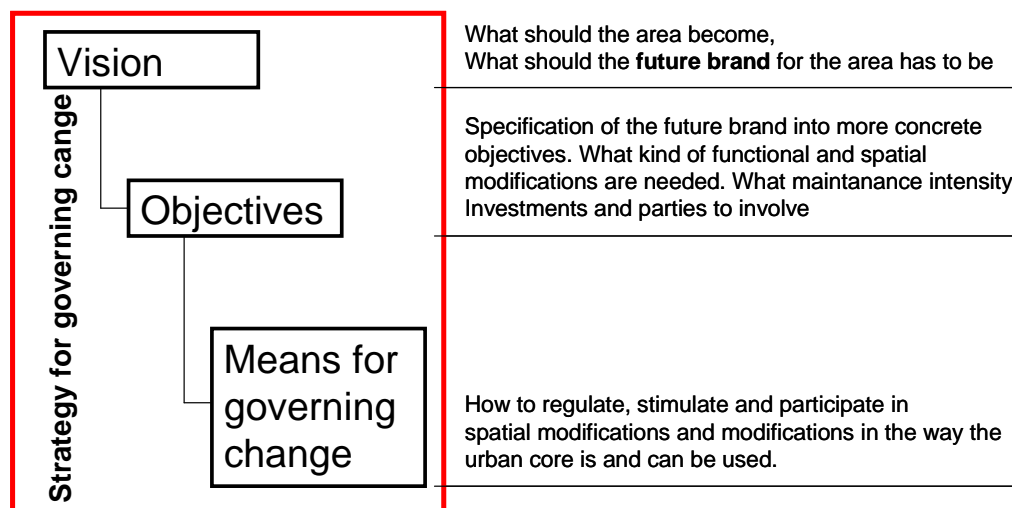 Vision
What should the area become,
What should the future brand for the area has to be
Strategy for governing cange
Objectives
Specification of the future brand into more concrete
objectives. What kind of functional and spatial
modifications are needed. What maintanance intensity
Investments and parties to involve
Means for
governing
change
How to regulate, stimulate and participate in
spatial modifications and modifications in the way the
urban core is and can be used.